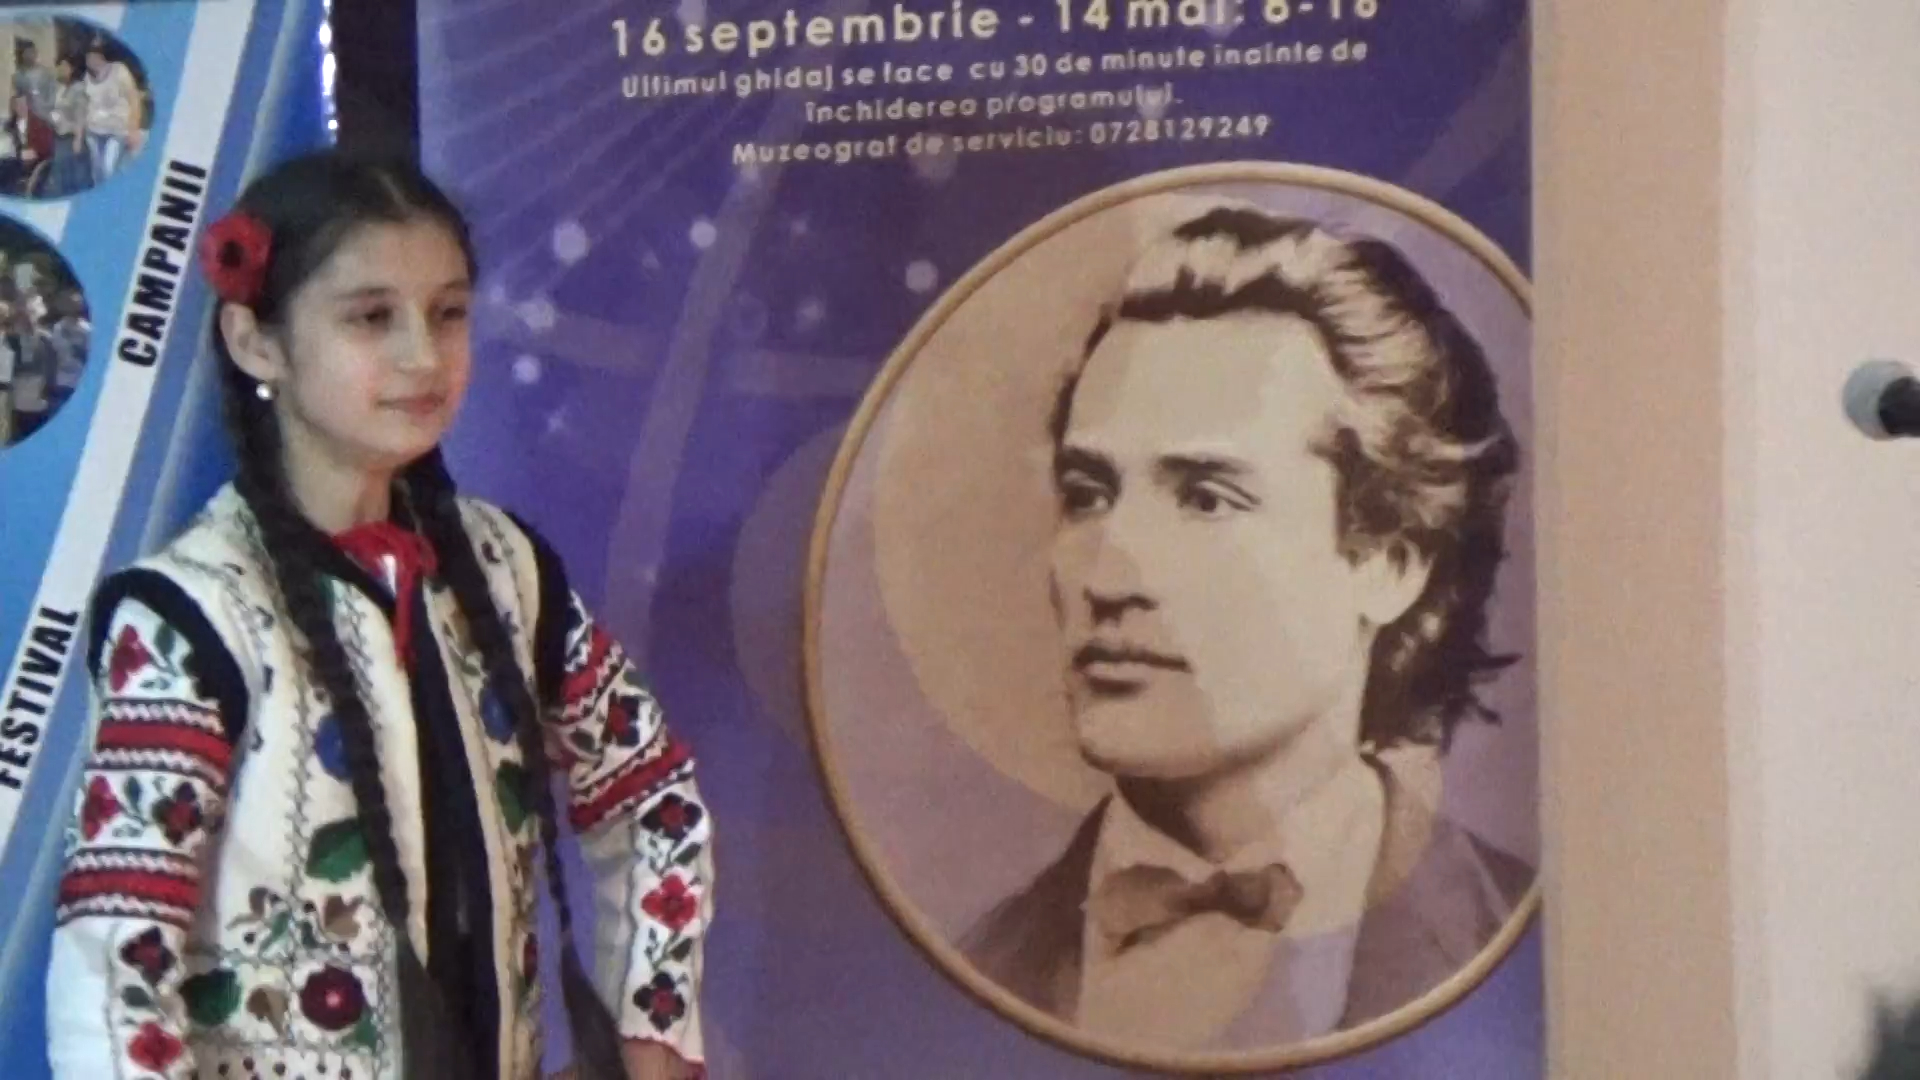 16 septembrie - 14 mai: 8-18
Ultimul ghidaj se face cu 30 de minute înainte de
închiderea programului.
Muzeograf de serviciu: 0728129249
CAMPANII
FESTIVAL